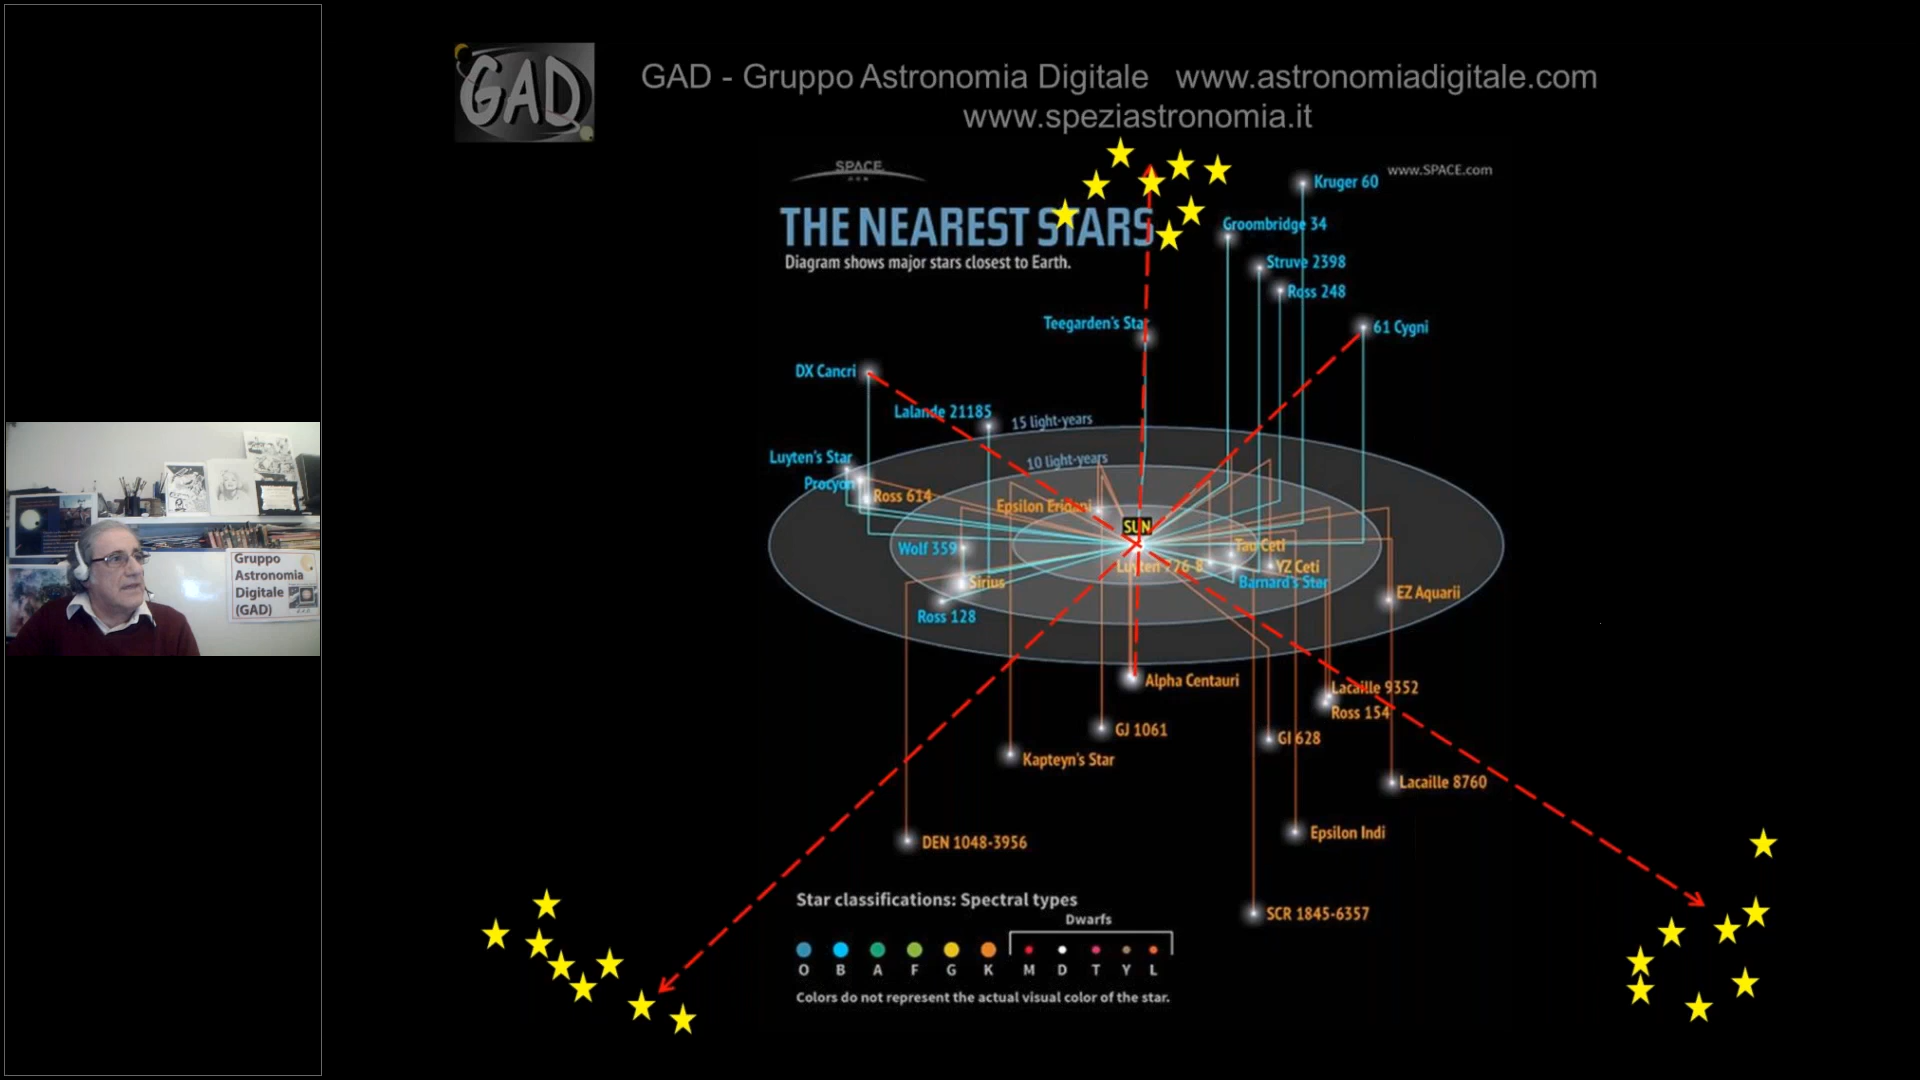 GAD
GAD - Gruppo Astronomia Digitale www.astronomiadigitale.com
www.speziastronomia.it
SPACE
www.SPACE.com
THE NEAREST STARS
Diagram shows major stars closest to Earth.
Kruger 60
Groombridge 34
Struve 2398
Ross 248
Teegarden's Star
61 Cygni
DX Cancri
Lalande 21185
15 light-years
Luyten's Star
10 light-years
Procyon
Ross 614
Epsilon Eridani
SUN
Wolf 359
Tau Ceti
Luyten 726-8
YZ Ceti
Sirius
Barnard's Star
EZ Aquarii
Ross 128
Gruppo
Astronomia
Digitale
(GAD)
Alpha Centauri
Lacaille 9352
Ross 154
GJ 1061
GI 628
Kapteyn's Star
Lacaille 8760
Epsilon Indi
DEN 1048-3956
SCR 1845-6357
Star classifications: Spectral types
Dwarfs
O B A F G K M D T Y L
Colors do not represent the actual visual color of the star.